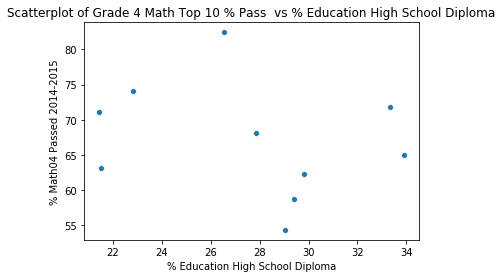 Scatterplot of Grade 4 Math Top 10 % Pass  vs % Education High School Diploma
% Math04 Passed 2014-2015
80
75
70
65
60
55
22 24 26 28 30 32 34
% Education High School Diploma